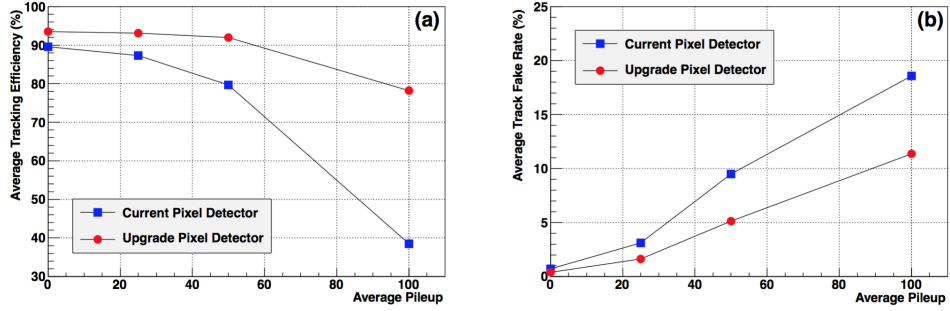 (a)
Average Tracking Efficiency (%)
100
90
80
70
60
50
40
30
Current Pixel Detector
Upgrade Pixel Detector
0 20 40 60 80 100
Average Pileup
(b)
Average Track Fake Rate (%)
25
20
15
10
5
0
Current Pixel Detector
Upgrade Pixel Detector
0 20 40 60 80 100
Average Pileup